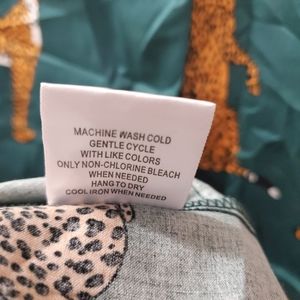 MACHINE WASH COLD
GENTLE CYCLE
WITH LIKE COLORS
ONLY NON-CHLORINE BLEACH
WHEN NEEDED
HANG TO DRY
COOL IRON WHEN NEEDED